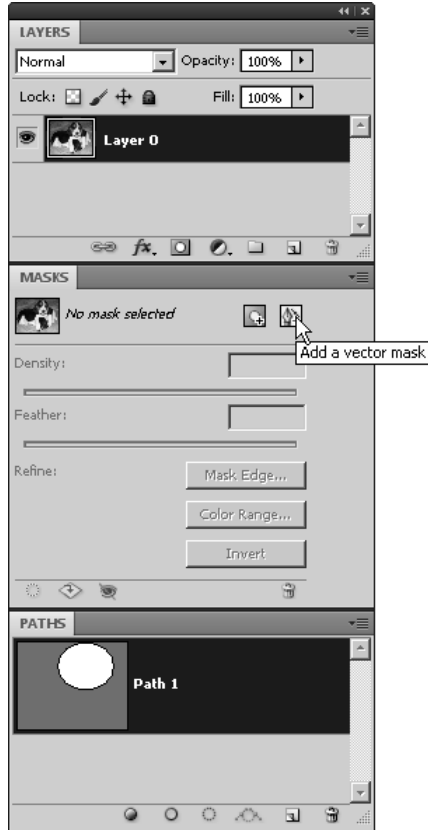 LAYERS
Normal Opacity: 100%
Lock: Fill: 100%
Layer 0
fx.
MASKS
No mask selected
Add a vector mask
Density:
Feather:
Refine: Mask Edge...
Color Range...
Invert
PATHS
Path 1